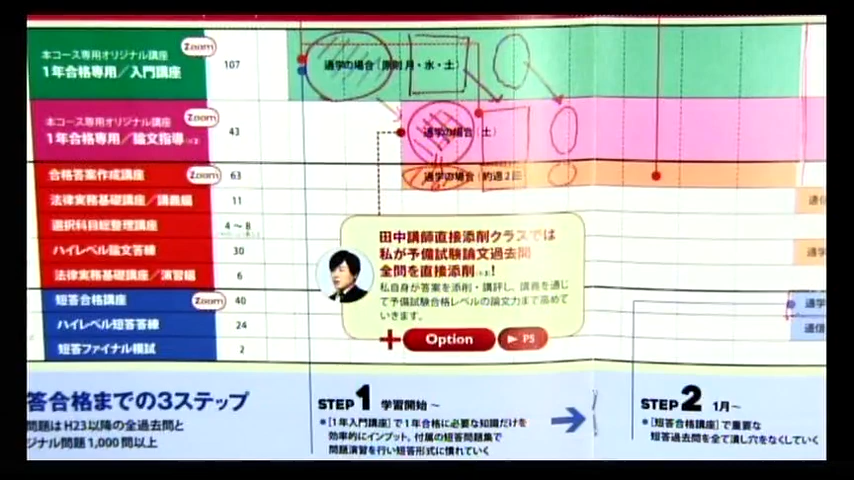 本コース専用オリジナル講座
1年合格専用／入門講座
Zoom
107
通学の場合（原則 月・水・土）
本コース専用オリジナル講座
1年合格専用／論文指導
Zoom
43
通学の場合（土）
合格答案作成講座
Zoom
63
通学の場合（約週2回
法律実務基礎講座／講義編
11
通信
選択科目総整理講座
4～8
ハイレベル論文答練
30
通学
法律実務基礎講座／演習編
6
短答合格講座
Zoom
40
通学
ハイレベル短答答練
24
通信
短答ファイナル模試
2
田中講師直接添削クラスでは
私が予備試験論文過去問
全問を直接添削！
私自身が答案を添削・講評し、講義を通じ
て予備試験合格レベルの論文力まで高めて
いきます。
＋ Option
▶ P5
答合格までの3ステップ
問題はH23以降の全過去問と
ジナル問題1,000問以上
STEP 1 学習開始～
●［1年入門講座］で1年合格に必要な知識だけを
効率的にインプット。付属の短答問題集で
問題演習を行い短答形式に慣れていく
STEP 2 1月～
●［短答合格講座］で重要な
短答過去問を全て潰し穴をなくしていく